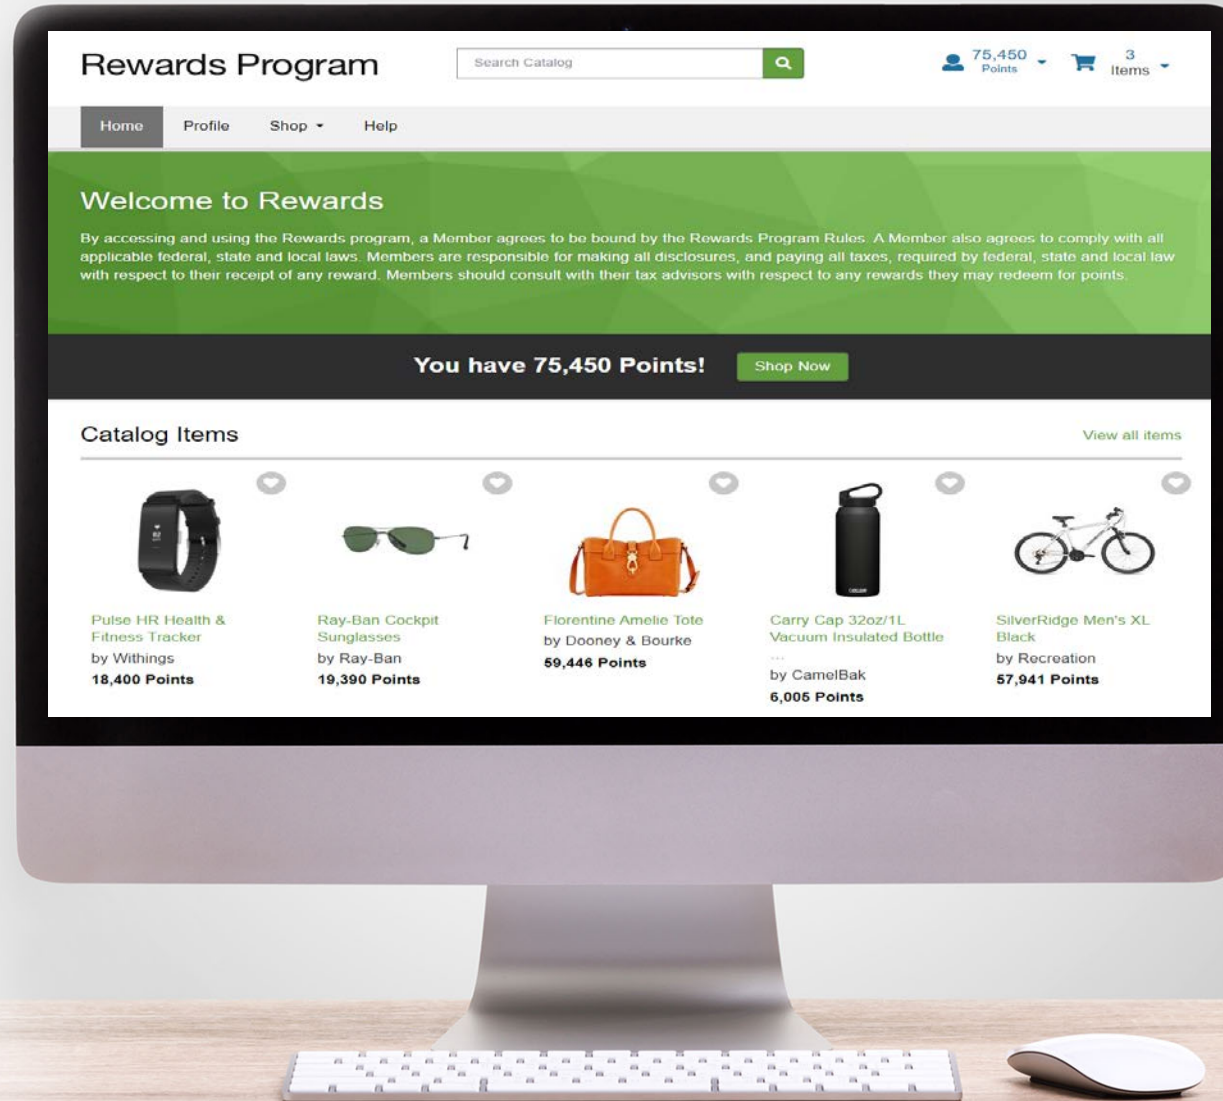 Rewards Program
Search Catalog
75,450
Points
3
Items
Home Profile Shop Help
Welcome to Rewards
By accessing and using the Rewards program, a Member agrees to be bound by the Rewards Program Rules. A Member also agrees to comply with all
applicable federal, state and local laws. Members are responsible for making all disclosures, and paying all taxes, required by federal, state and local law
with respect to their receipt of any reward. Members should consult with their tax advisors with respect to any rewards they may redeem for points.
You have 75,450 Points!
Shop Now
Catalog Items
View all items
Pulse HR Health &
Fitness Tracker
by Withings
18,400 Points
Ray-Ban Cockpit
Sunglasses
by Ray-Ban
19,390 Points
Florentine Amelie Tote
by Dooney & Bourke
59,446 Points
Carry Cap 32oz/1L
Vacuum Insulated Bottle
...
by CamelBak
6,005 Points
SilverRidge Men's XL
Black
by Recreation
57,941 Points